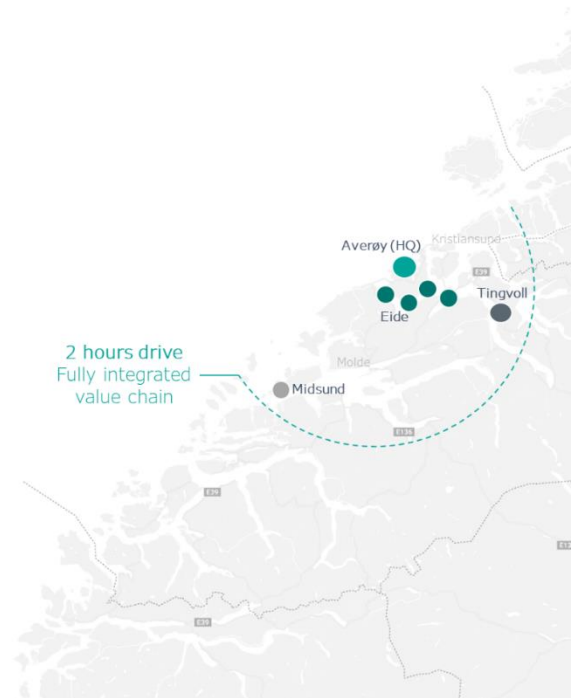 Kristiansund
Averøy (HQ)
E39
Tingvoll
Eide
2 hours drive
Fully integrated
value chain
Molde
Midsund
E136
E39
E39